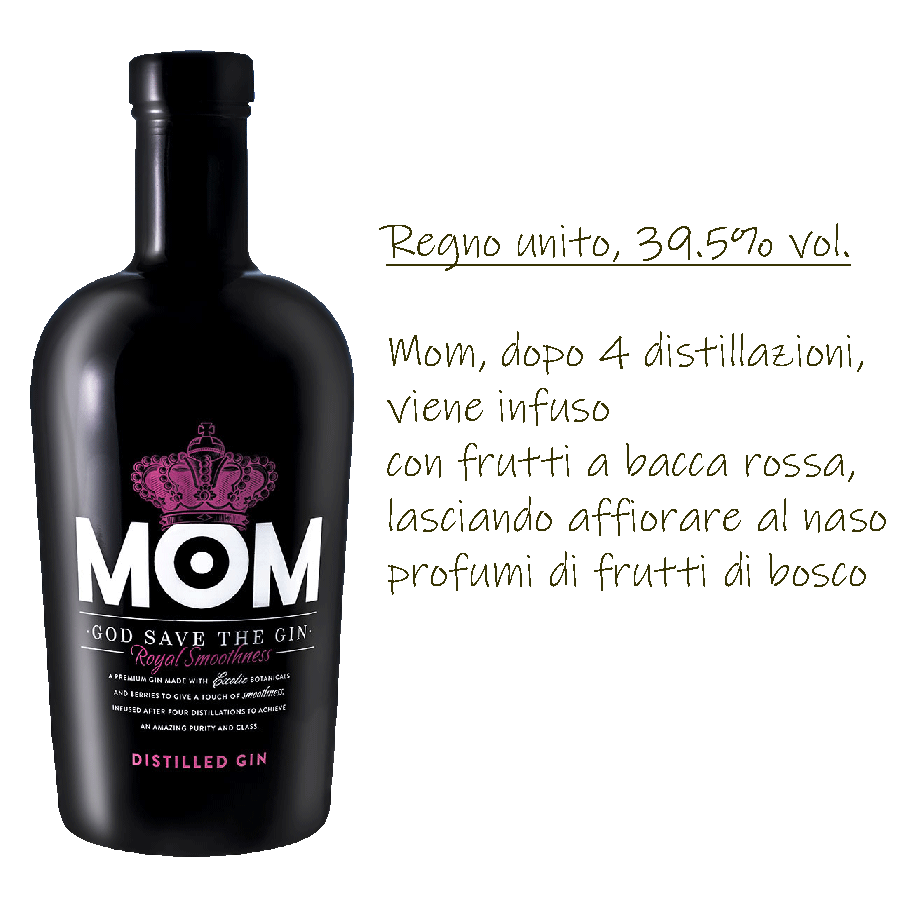 Regno unito, 39.5% vol.
Mom, dopo 4 distillazioni,
viene infuso
con frutti a bacca rossa,
lasciando affiorare al naso
profumi di frutti di bosco
MOM
·GOD SAVE THE GIN·
Royal Smoothness
A PREMIUM GIN MADE WITH Exotic BOTANICALS
AND BERRIES TO GIVE A TOUCH OF smoothness,
INFUSED AFTER FOUR DISTILLATIONS TO ACHIEVE
AN AMAZING PURITY AND CLASS
DISTILLED GIN